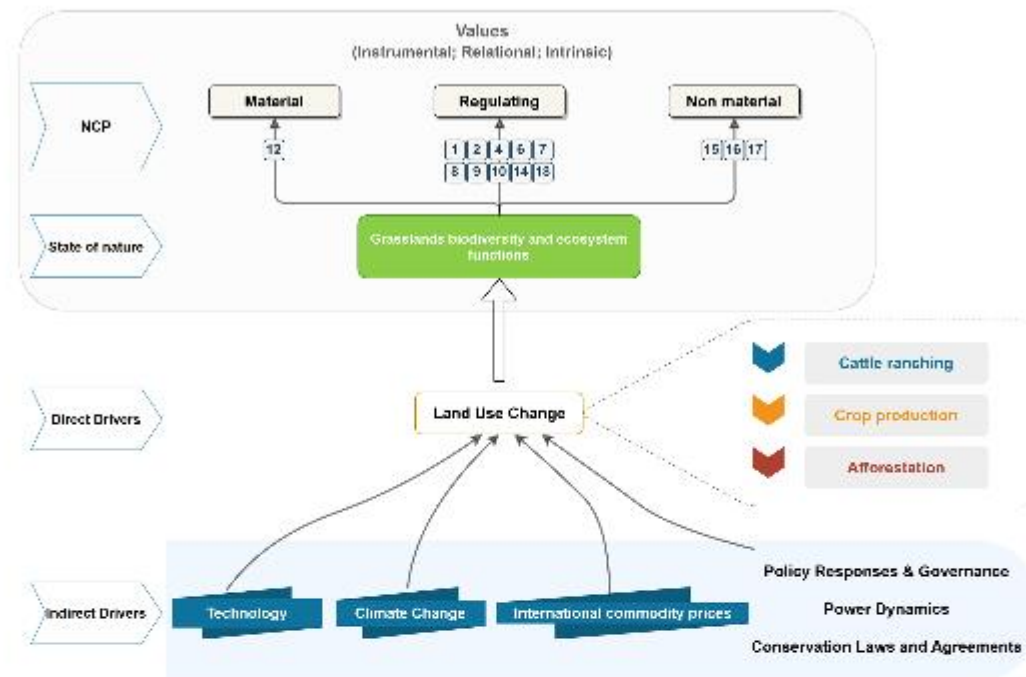 Values
(Instrumental; Relational; Intrinsic)
NCP
Material
Regulating
Non material
12
1 2 4 6 7
8 9 10 14 18
15 16 17
State of nature
Grasslands biodiversity and ecosystem
functions
Direct Drivers
Land Use Change
Cattle ranching
Crop production
Afforestation
Indirect Drivers
Technology
Climate Change
International commodity prices
Policy Responses & Governance
Power Dynamics
Conservation Laws and Agreements